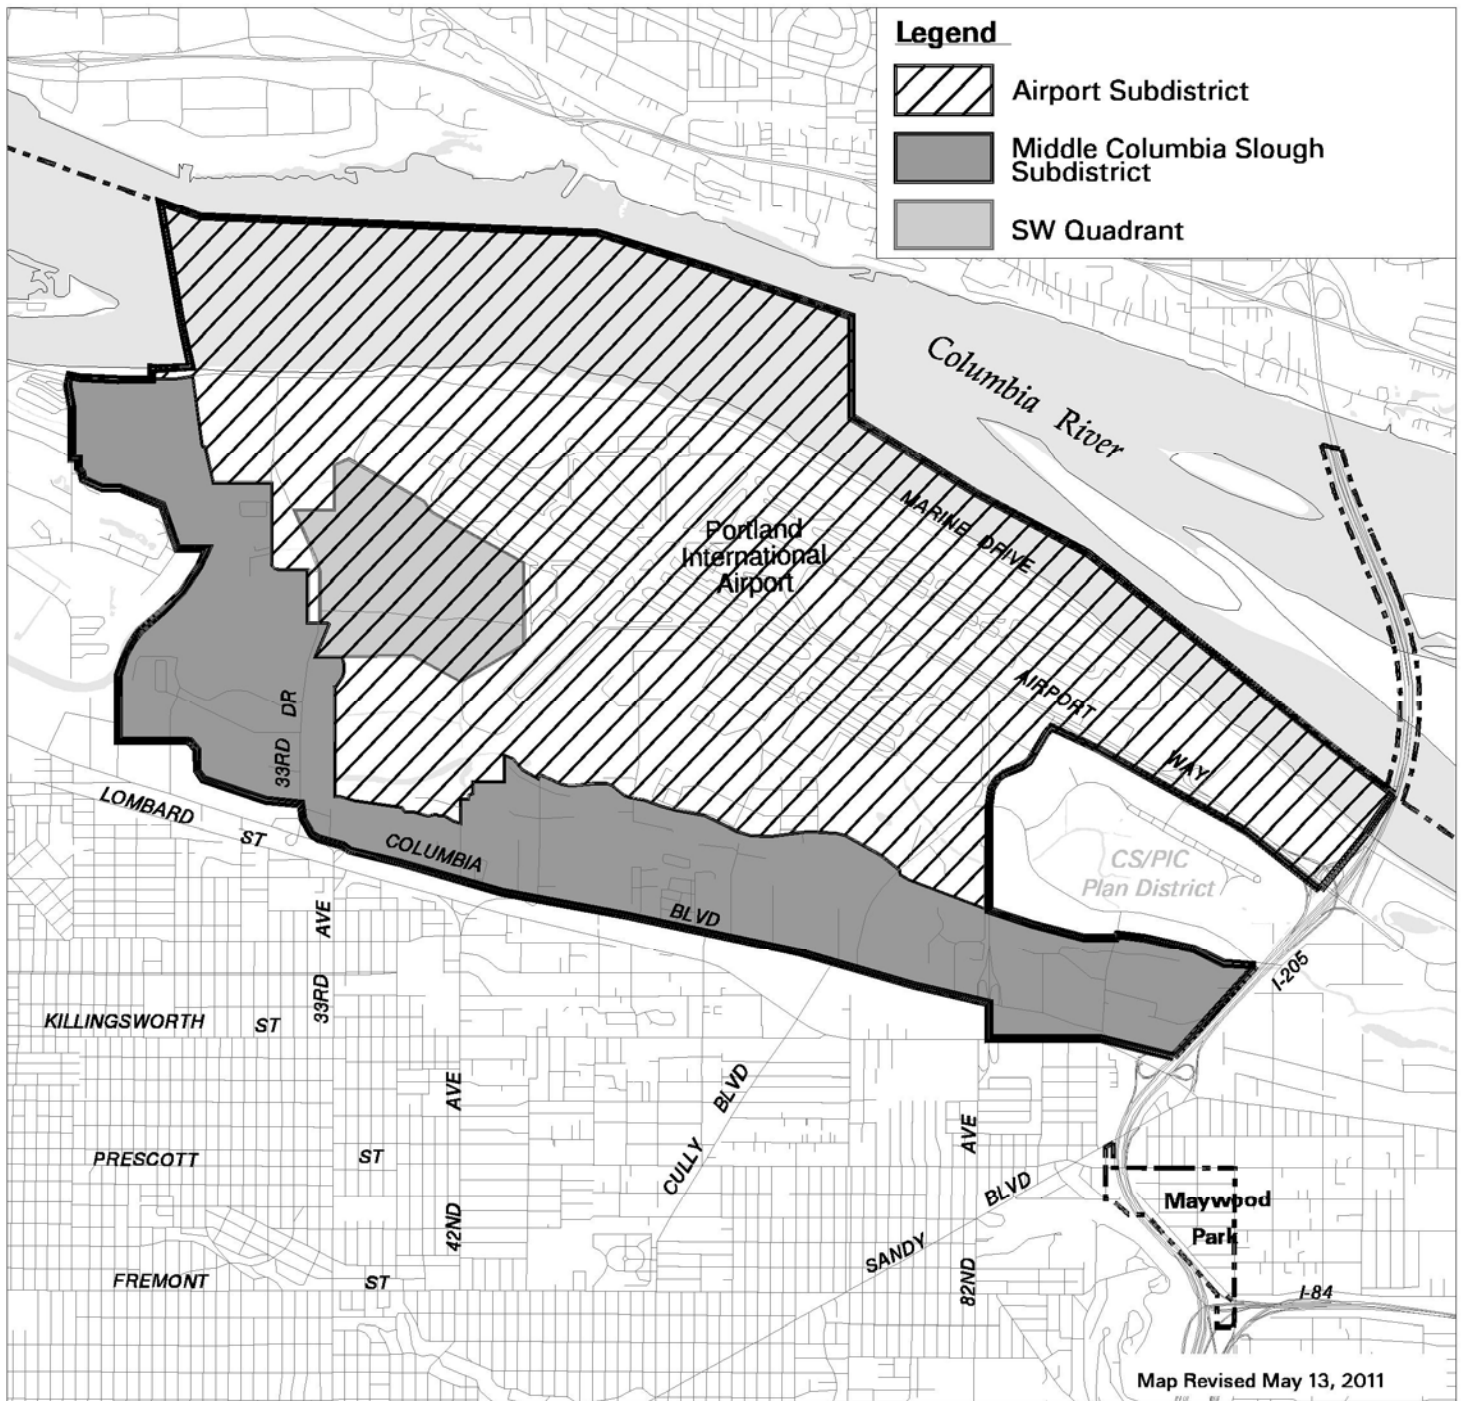 Legend
Airport Subdistrict
Middle Columbia Slough
Subdistrict
SW Quadrant
Columbia River
MARINE DRIVE
Portland
International
Airport
AIRPORT
WAY
33RD DR
LOMBARD ST
COLUMBIA
BLVD
CS/PIC
Plan District
I-205
33RD AVE
KILLINGSWORTH ST
42ND AVE
CULLY BLVD
82ND AVE
PRESCOTT ST
SANDY BLVD
Maywood
Park
FREMONT ST
I-84
Map Revised May 13, 2011